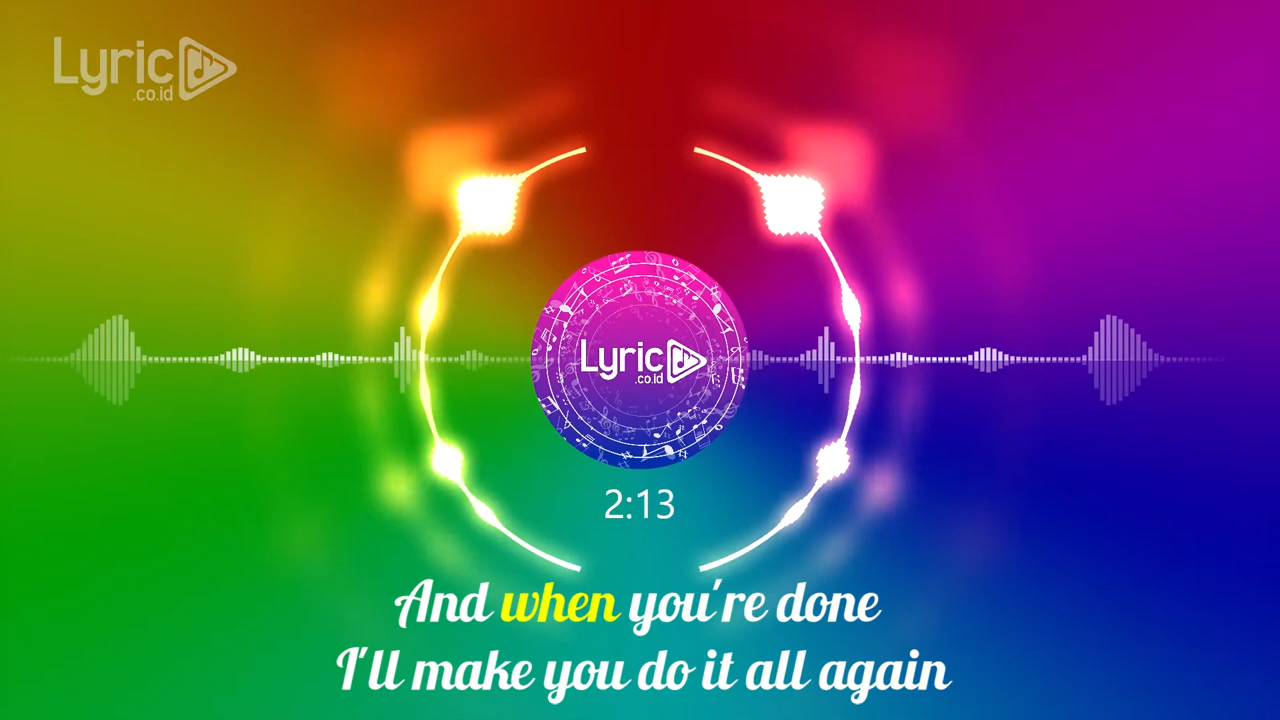 Lyric
.co.id
Lyric
.co.id
2:13
And when you're done
I'll make you do it all again